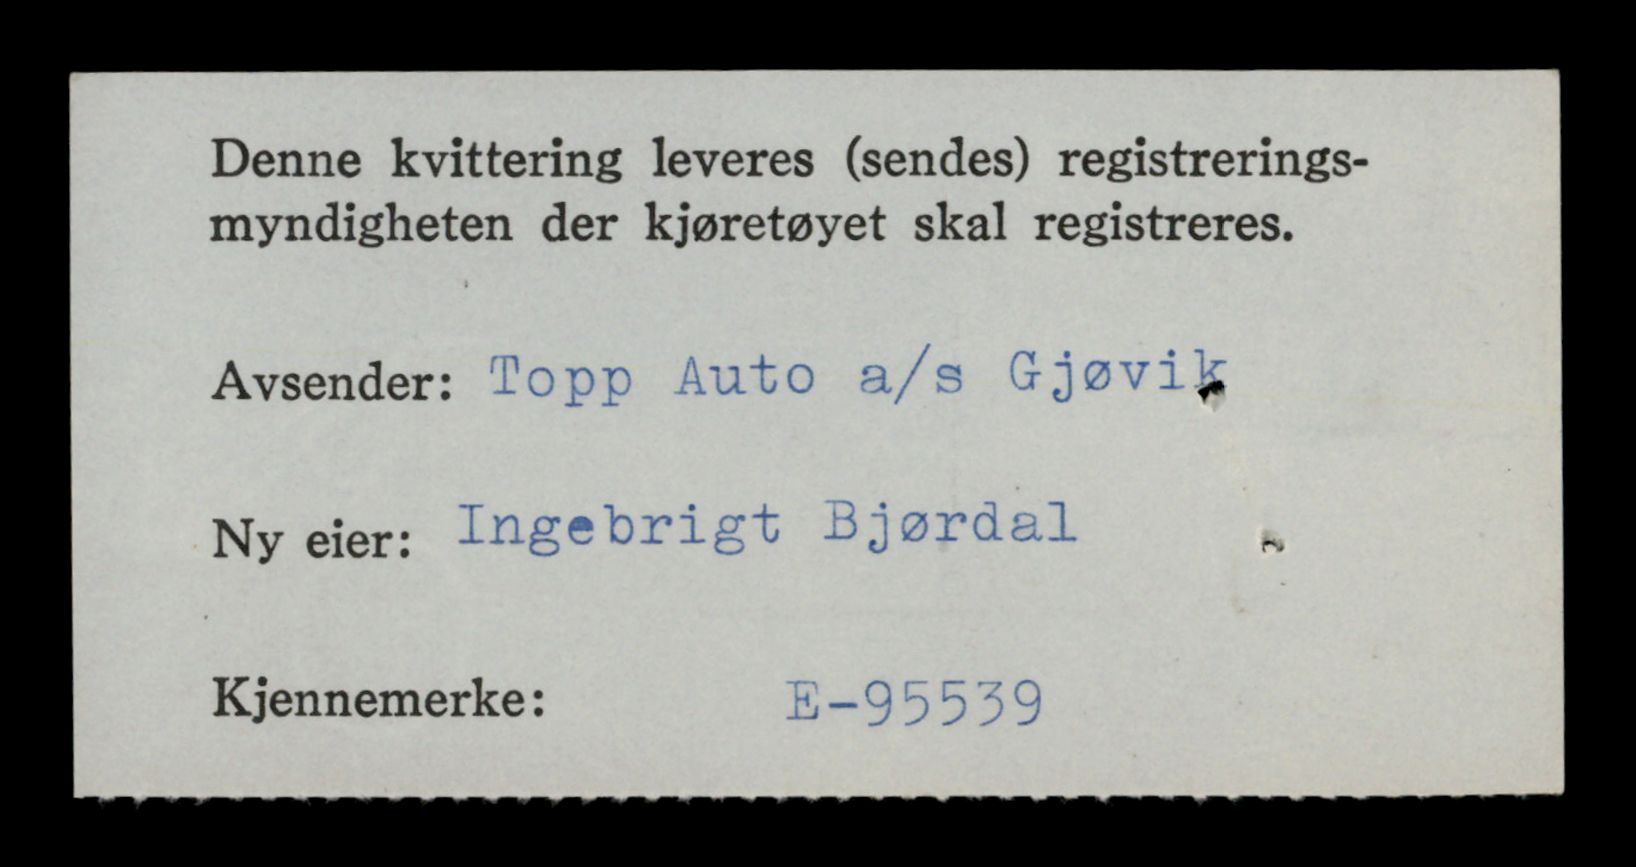 Denne kvittering leveres (sendes) registrerings-
myndigheten der kjøretøyet skal registreres.
Avsender: Topp Auto a/s Gjøvik
Ny eier: Ingebrigt Bjørdal
Kjennemerke: E-95539